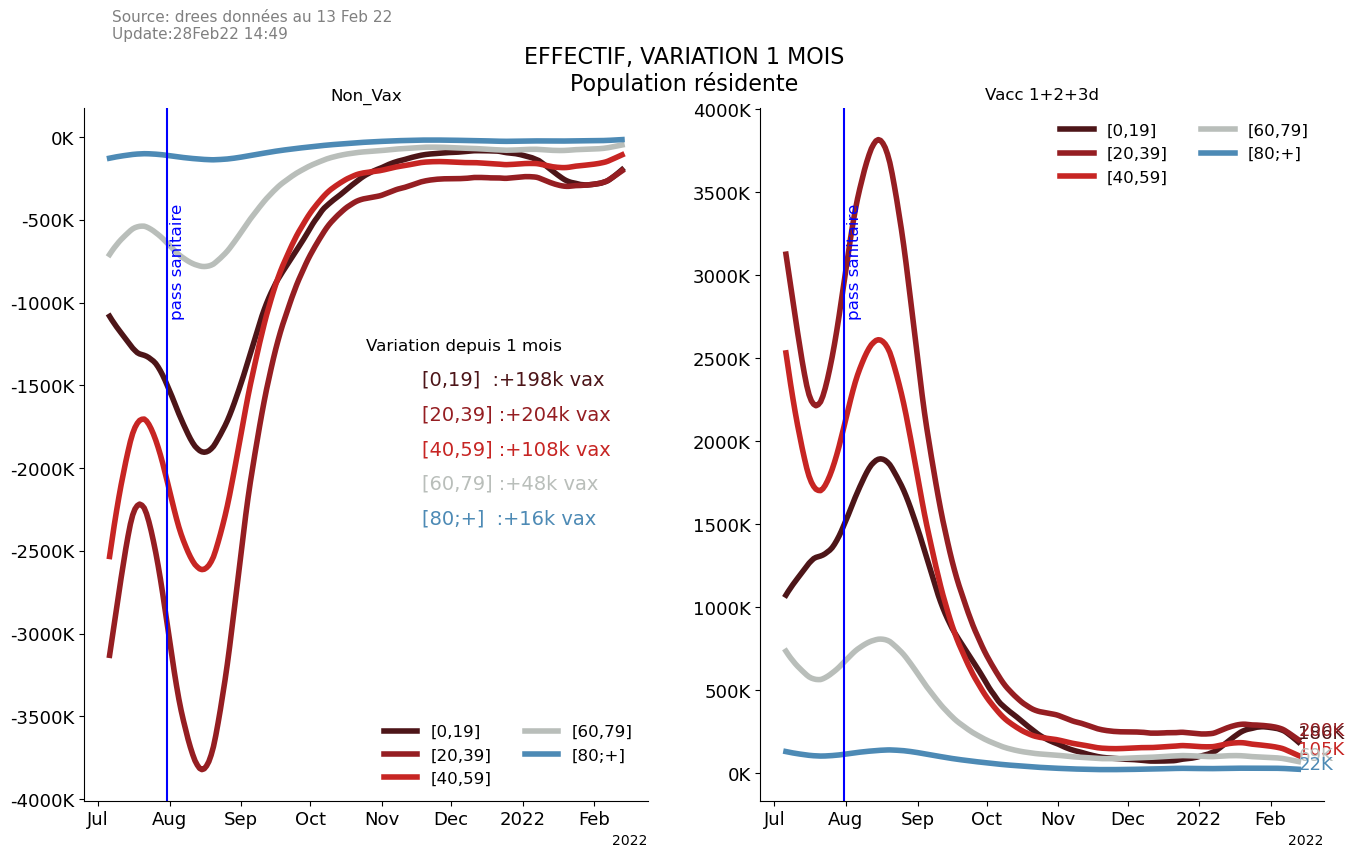 Source: drees données au 13 Feb 22
Update:28Feb22 14:49
EFFECTIF, VARIATION 1 MOIS
Population résidente
Non_Vax
0K
-500K
-1000K
-1500K
-2000K
-2500K
-3000K
-3500K
-4000K
pass sanitaire
Variation depuis 1 mois
[0,19] :+198k vax
[20,39] :+204k vax
[40,59] :+108k vax
[60,79] :+48k vax
[80;+] :+16k vax
[0,19]
[20,39]
[40,59]
[60,79]
[80;+]
Jul Aug Sep Oct Nov Dec 2022 Feb
2022
Vacc 1+2+3d
4000K
3500K
3000K
2500K
2000K
1500K
1000K
500K
0K
pass sanitaire
[0,19]
[20,39]
[40,59]
[60,79]
[80;+]
105K
22K
Jul Aug Sep Oct Nov Dec 2022 Feb
2022